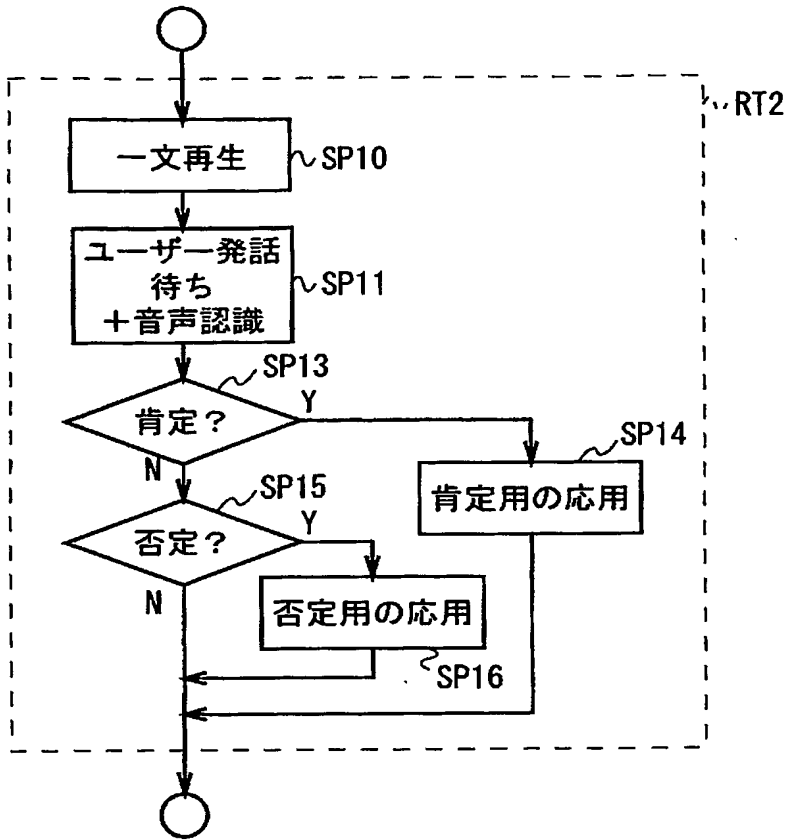 RT2
一文再生
SP10
ユーザー発話
待ち
+音声認識
SP11
SP13
肯定?
Y
N
SP14
肯定用の応用
SP15
否定?
Y
N
否定用の応用
SP16